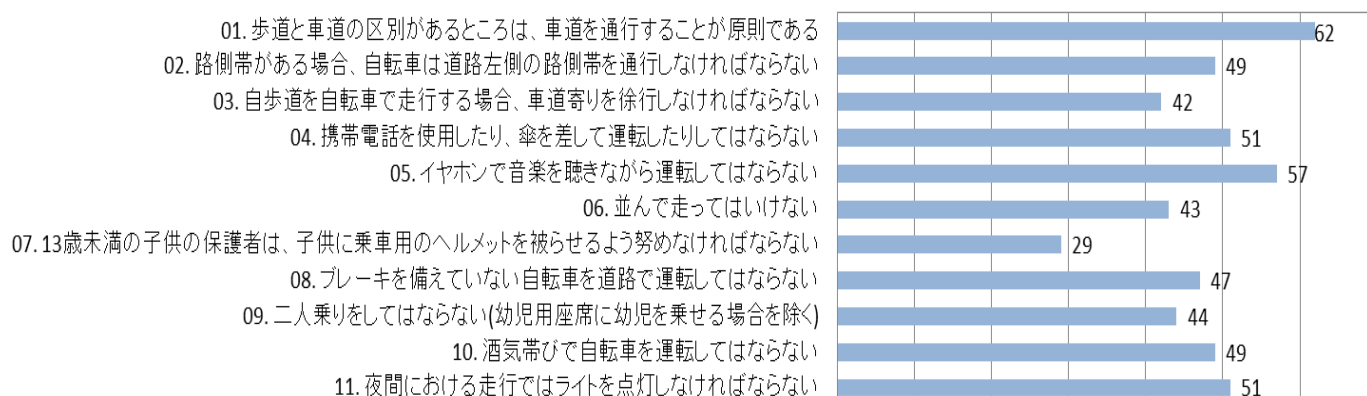 01. 歩道と車道の区別があるところは、車道を通行することが原則である 62
02. 路側帯がある場合、自転車は道路左側の路側帯を通行しなければならない 49
03. 自歩道を自転車で走行する場合、車道寄りを徐行しなければならない 42
04. 携帯電話を使用したり、傘を差して運転したりしてはならない 51
05. イヤホンで音楽を聴きながら運転してはならない 57
06. 並んで走ってはいけない 43
07. 13歳未満の子供の保護者は、子供に乗車用のヘルメットを被らせるよう努めなければならない 29
08. ブレーキを備えていない自転車を道路で運転してはならない 47
09. 二人乗りをしてはならない(幼児用座席に幼児を乗せる場合を除く) 44
10. 酒気帯びで自転車を運転してはならない 49
11. 夜間における走行ではライトを点灯しなければならない 51